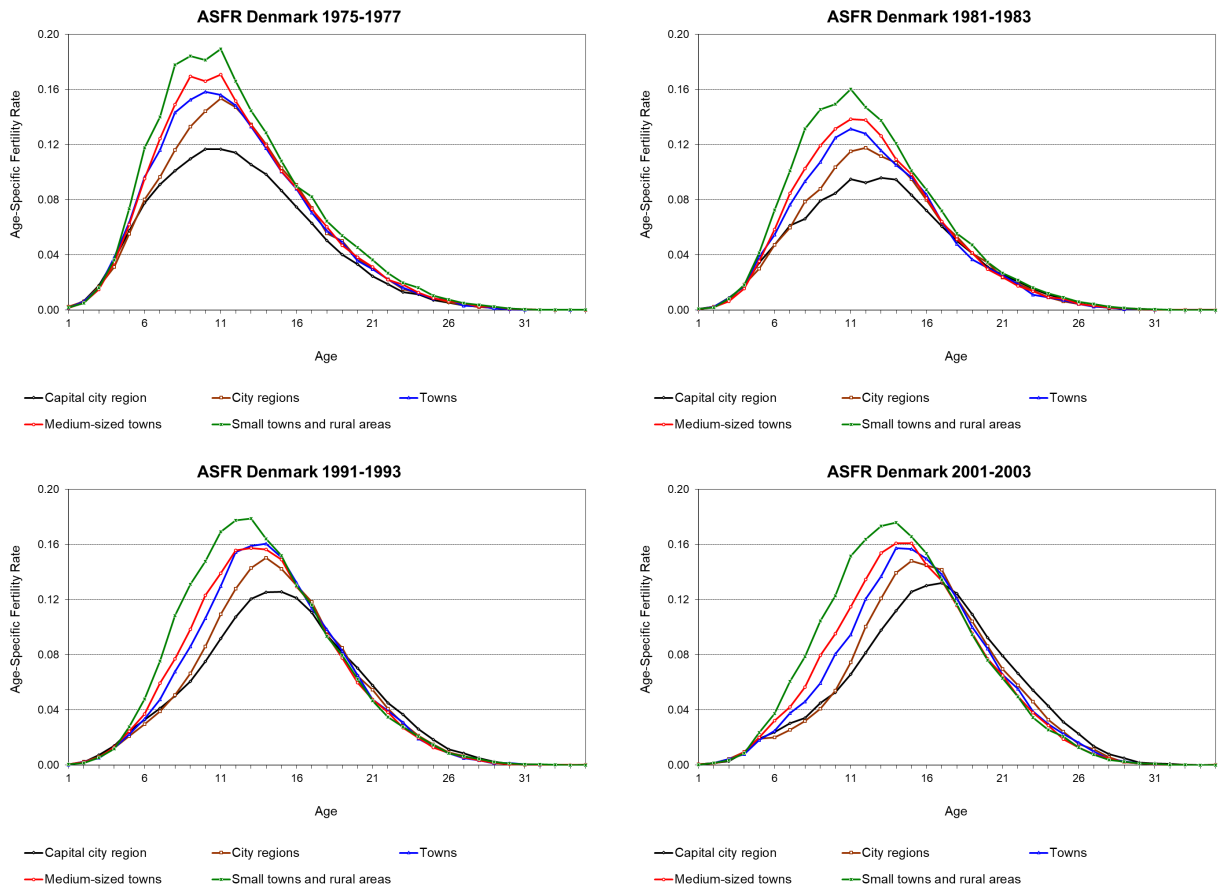 ASFR Denmark 1975-1977
0.20
0.16
0.12
0.08
0.04
0.00
Age-Specific Fertility Rate
1 6 11 16 21 26 31
Age
Capital city region City regions Towns
Medium-sized towns Small towns and rural areas
ASFR Denmark 1981-1983
0.20
0.16
0.12
0.08
0.04
0.00
Age-Specific Fertility Rate
1 6 11 16 21 26 31
Age
Capital city region City regions Towns
Medium-sized towns Small towns and rural areas
ASFR Denmark 1991-1993
0.20
0.16
0.12
0.08
0.04
0.00
Age-Specific Fertility Rate
1 6 11 16 21 26 31
Age
Capital city region City regions Towns
Medium-sized towns Small towns and rural areas
ASFR Denmark 2001-2003
0.20
0.16
0.12
0.08
0.04
0.00
Age-Specific Fertility Rate
1 6 11 16 21 26 31
Age
Capital city region City regions Towns
Medium-sized towns Small towns and rural areas